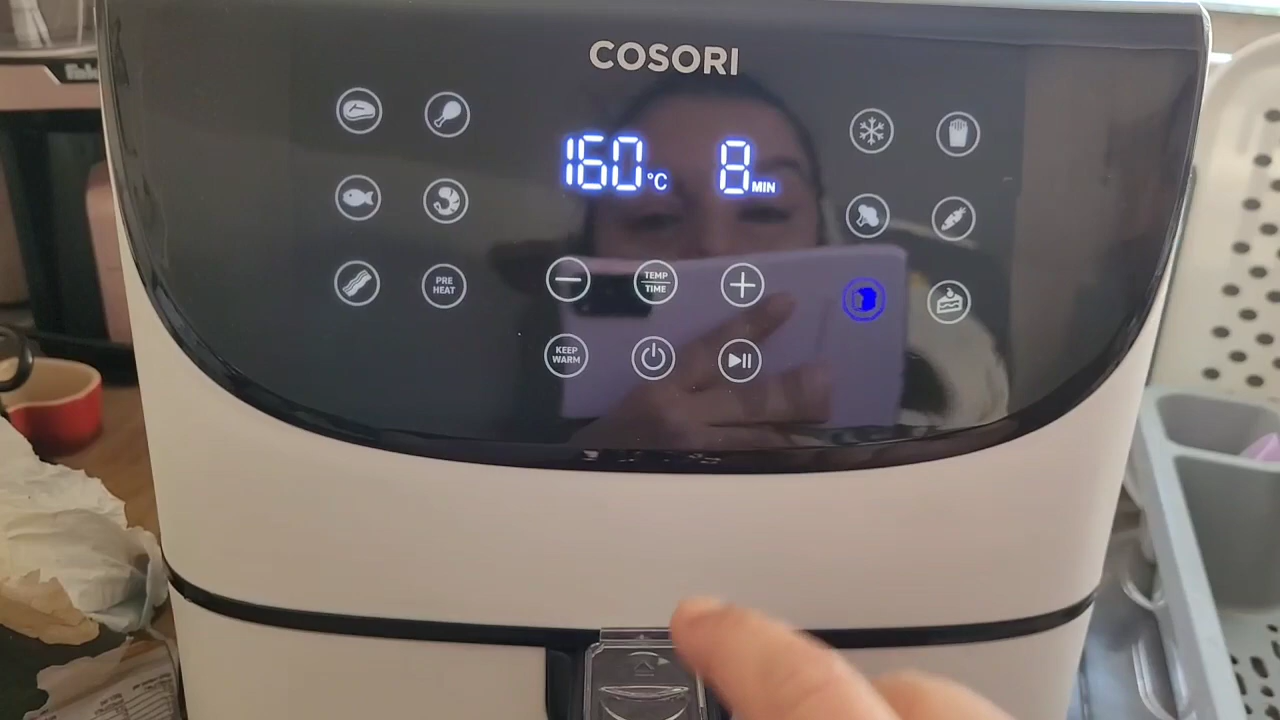 COSORI
160 °C 8 MIN
PRE
HEAT
TEMP
TIME
KEEP
WARM